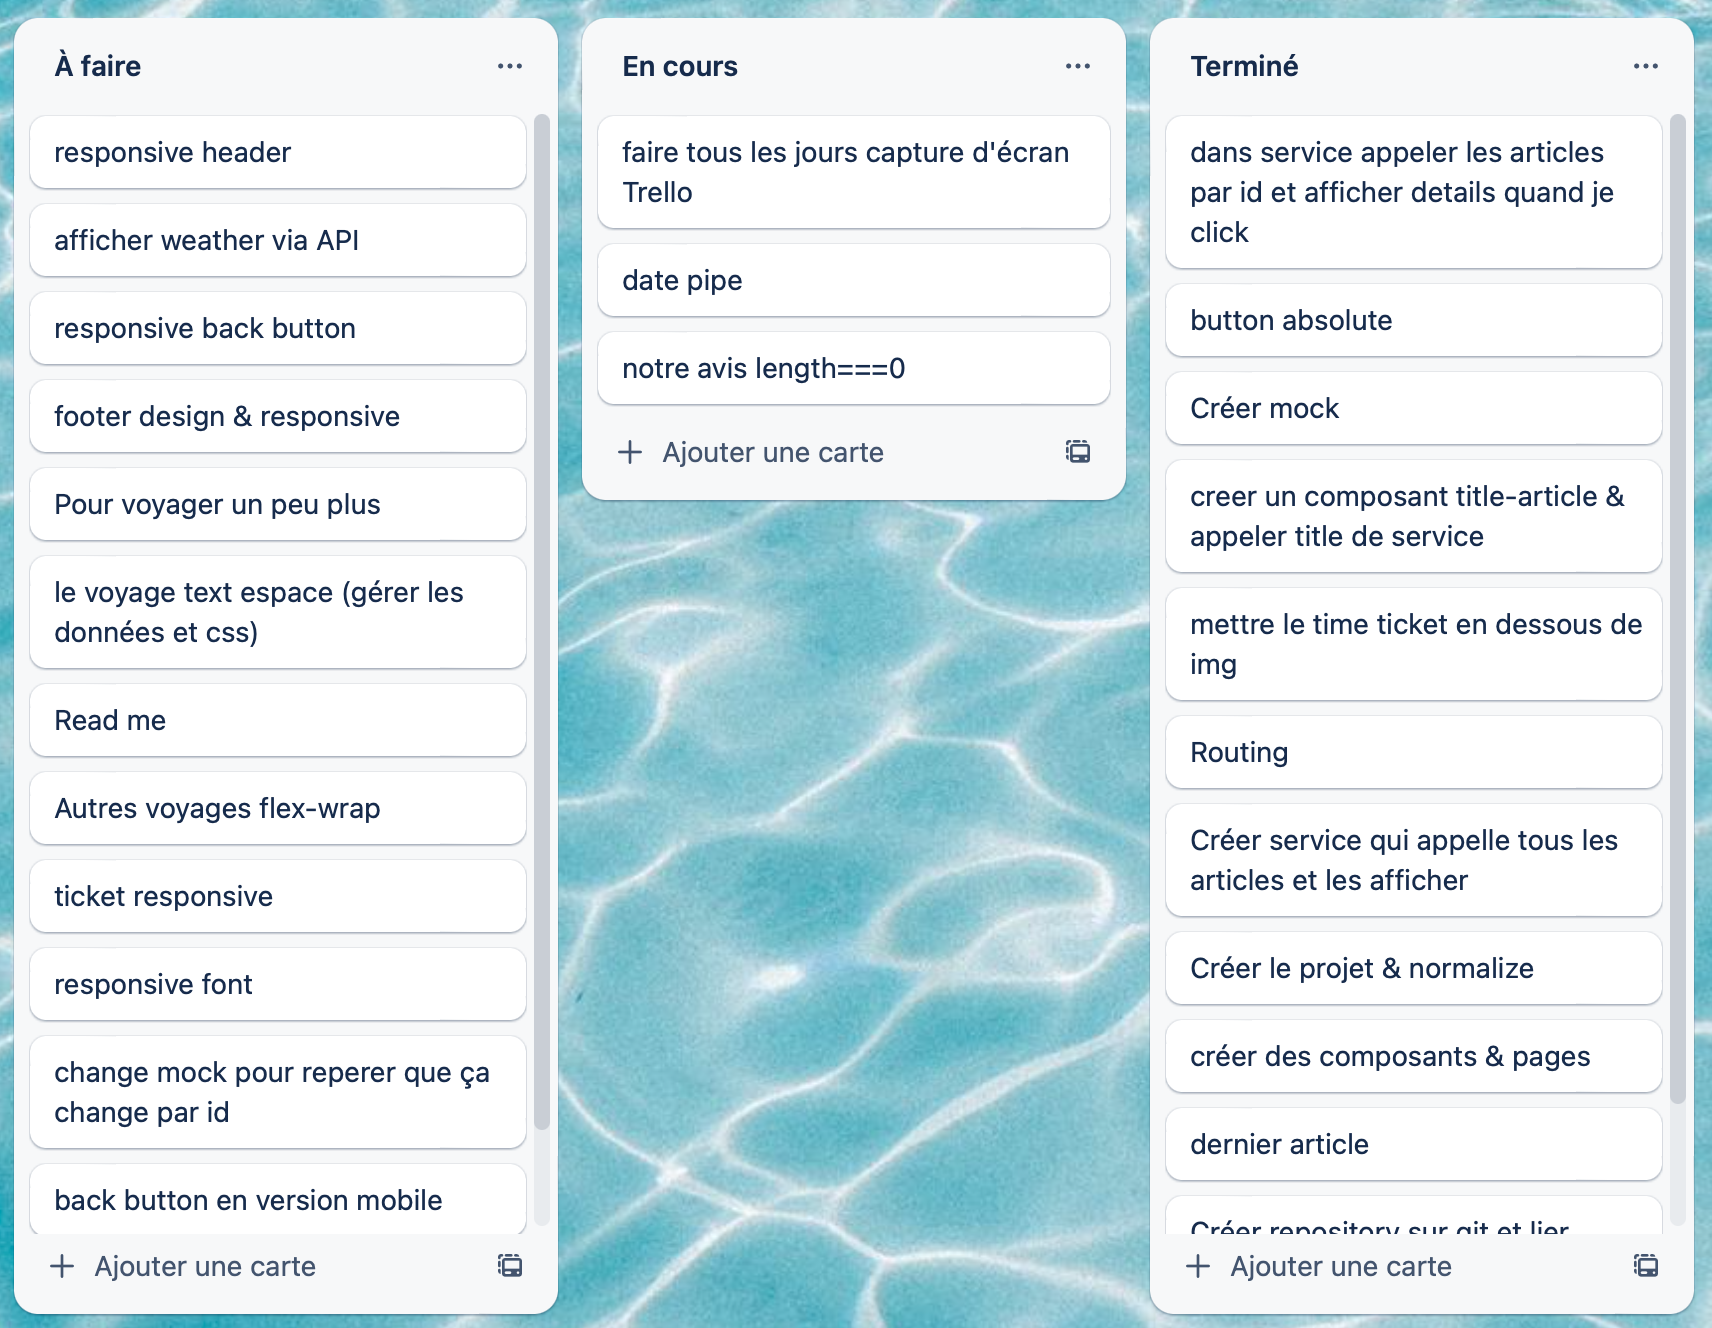 À faire
responsive header
afficher weather via API
responsive back button
footer design & responsive
Pour voyager un peu plus
le voyage text espace (gérer les
données et css)
Read me
Autres voyages flex-wrap
ticket responsive
responsive font
change mock pour reperer que ça
change par id
back button en version mobile
Ajouter une carte
En cours
faire tous les jours capture d'écran
Trello
date pipe
notre avis length===0
Ajouter une carte
Terminé
dans service appeler les articles
par id et afficher details quand je
click
button absolute
Créer mock
creer un composant title-article &
appeler title de service
mettre le time ticket en dessous de
img
Routing
Créer service qui appelle tous les
articles et les afficher
Créer le projet & normalize
créer des composants & pages
dernier article
Créer repository sur git et lier
Ajouter une carte